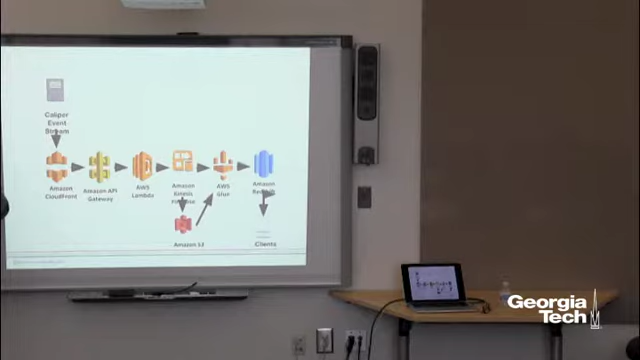 Caliper
Event
Stream
Amazon
CloudFront
Amazon API
Gateway
AWS
Lambda
Amazon
Kinesis
AWS
Glue
Amazon
Amazon S3
Clients
Georgia
Tech